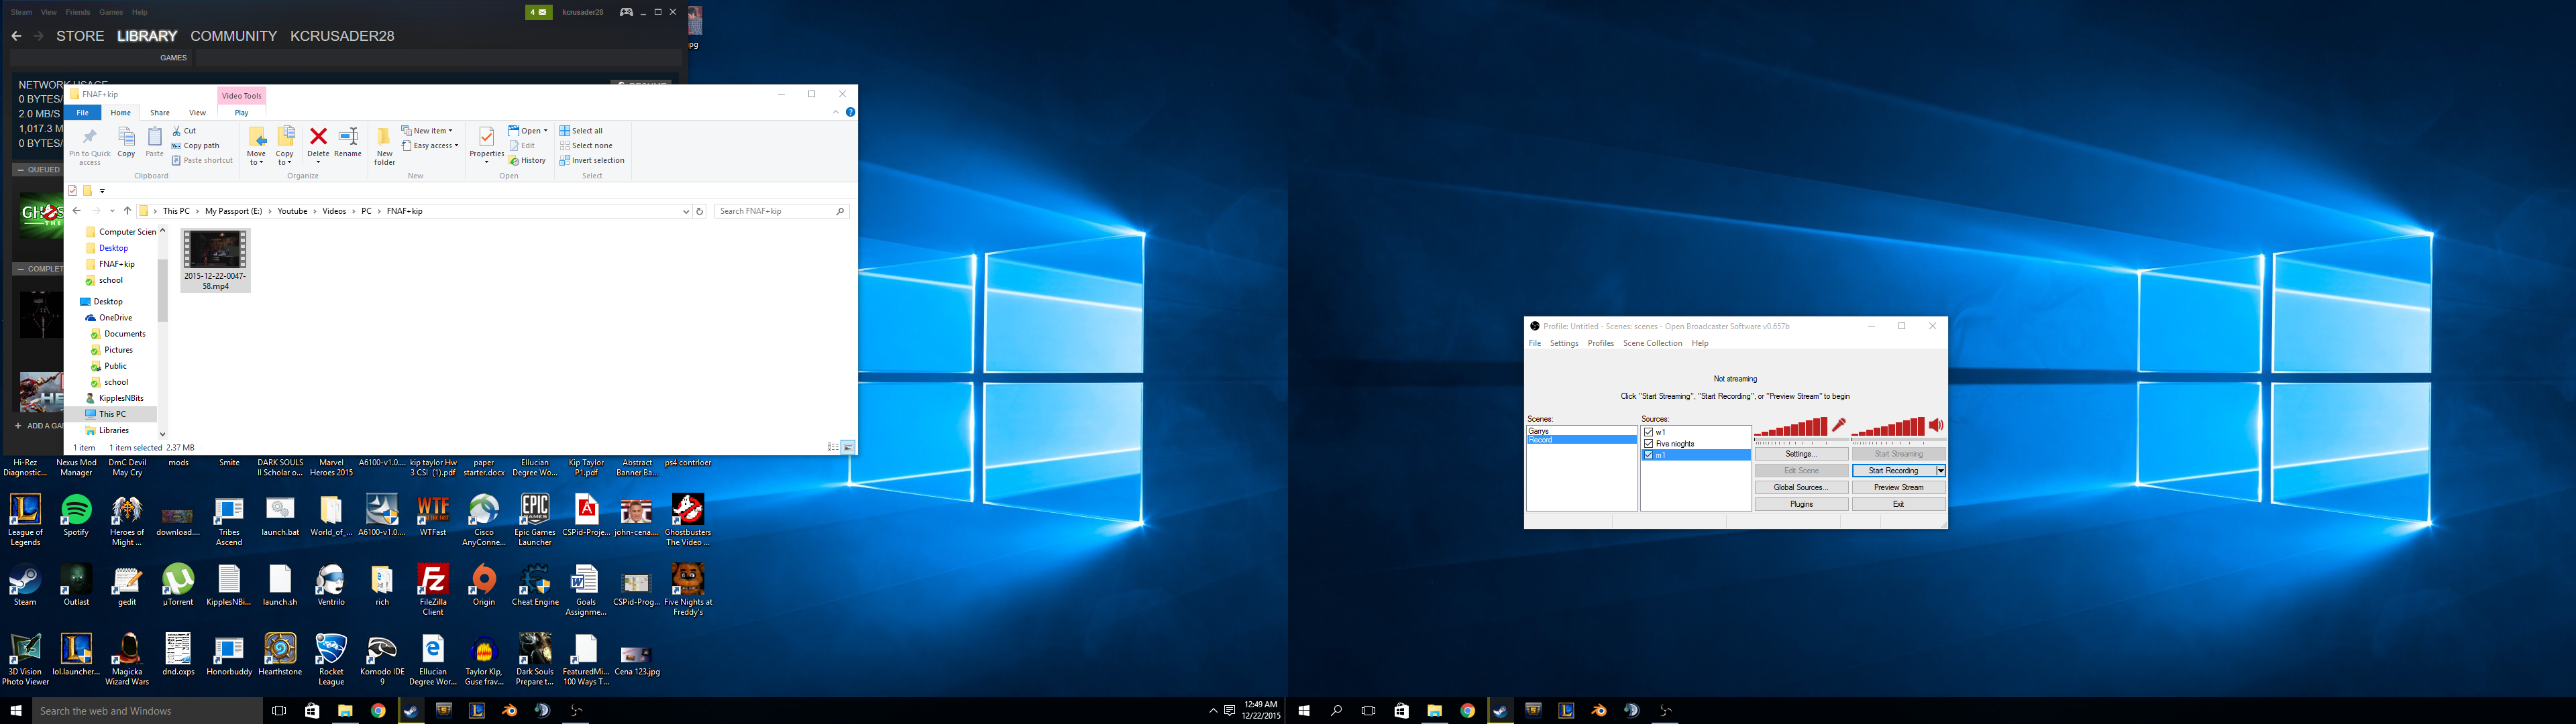 Steam View Friends Games Help
4 kcrusader28
STORE LIBRARY COMMUNITY KCRUSADER28
GAMES
NETWORK USAGE
0 BYTES/
2.0 MB/S
1,017.3 M
0 BYTES/
QUEUED
COMPLET
ADD A GA
pg
FNAF+kip
Video Tools
File Home Share View Play
Pin to Quick access
Copy
Paste
Cut
Copy path
Paste shortcut
Clipboard
Move to
Copy to
Delete
Rename
Organize
New folder
New item
Easy access
New
Properties
Open
Edit
History
Open
Select all
Select none
Invert selection
Select
This PC > My Passport (E:) > Youtube > Videos > PC > FNAF+kip
Search FNAF+kip
Computer Scien
Desktop
FNAF+kip
school
Desktop
OneDrive
Documents
Pictures
Public
school
KipplesNBits
This PC
Libraries
2015-12-22-0047-
58.mp4
1 item 1 item selected 2.37 MB
Hi-Rez Diagnostic...
Nexus Mod Manager
DmC Devil May Cry
mods
Smite
DARK SOULS II Scholar o...
Marvel Heroes 2015
A6100-v1.0....
kip taylor Hw 3 CSI (1).pdf
paper starter.docx
Ellucian Degree Wo...
Kip Taylor P1.pdf
Abstract Banner Ba...
ps4 contrloer
League of Legends
Spotify
Heroes of Might ...
download....
Tribes Ascend
launch.bat
World_of_...
A6100-v1.0....
WTFast
Cisco AnyConne...
Epic Games Launcher
CSPid-Proje...
john-cena....
Ghostbusters The Video ...
Steam
Outlast
gedit
µTorrent
KipplesNBi...
launch.sh
Ventrilo
rich
FileZilla Client
Origin
Cheat Engine
Goals Assignme...
CSPid-Prog...
Five Nights at Freddy's
3D Vision Photo Viewer
lol.launcher...
Magicka Wizard Wars
dnd.oxps
Honorbuddy
Hearthstone
Rocket League
Komodo IDE 9
Ellucian Degree Wor...
Taylor KIp, Guse frav...
Dark Souls Prepare t...
FeaturedMi... 100 Ways T...
Cena 123.jpg
Search the web and Windows
12:49 AM
12/22/2015
Profile: Untitled - Scenes: scenes - Open Broadcaster Software v0.657b
File Settings Profiles Scene Collection Help
Not streaming
Click "Start Streaming", "Start Recording", or "Preview Stream" to begin
Scenes:
Garrys
Record
Sources:
w1
Five nioghts
m1
Settings... Start Streaming
Edit Scene Start Recording
Global Sources... Preview Stream
Plugins Exit